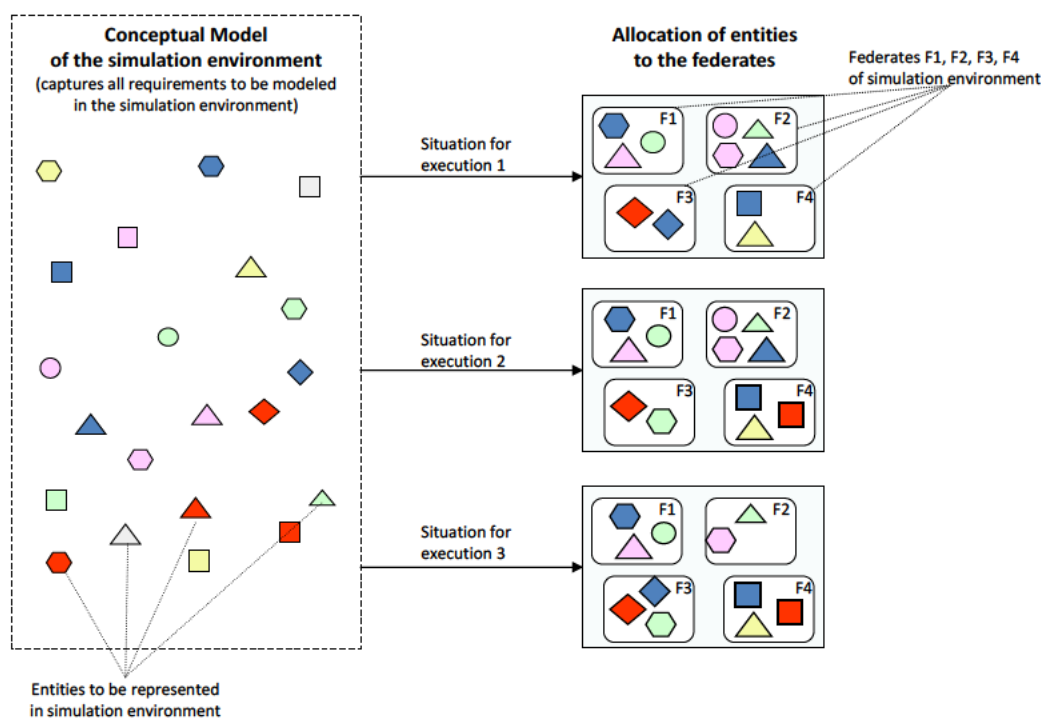 Conceptual Model
of the simulation environment
(captures all requirements to be modeled
in the simulation environment)
Allocation of entities
to the federates
Federates F1, F2, F3, F4
of simulation environment
Situation for
execution 1
F1
F2
F3
F4
Situation for
execution 2
F1
F2
F3
F4
Situation for
execution 3
F1
F2
F3
F4
Entities to be represented
in simulation environment